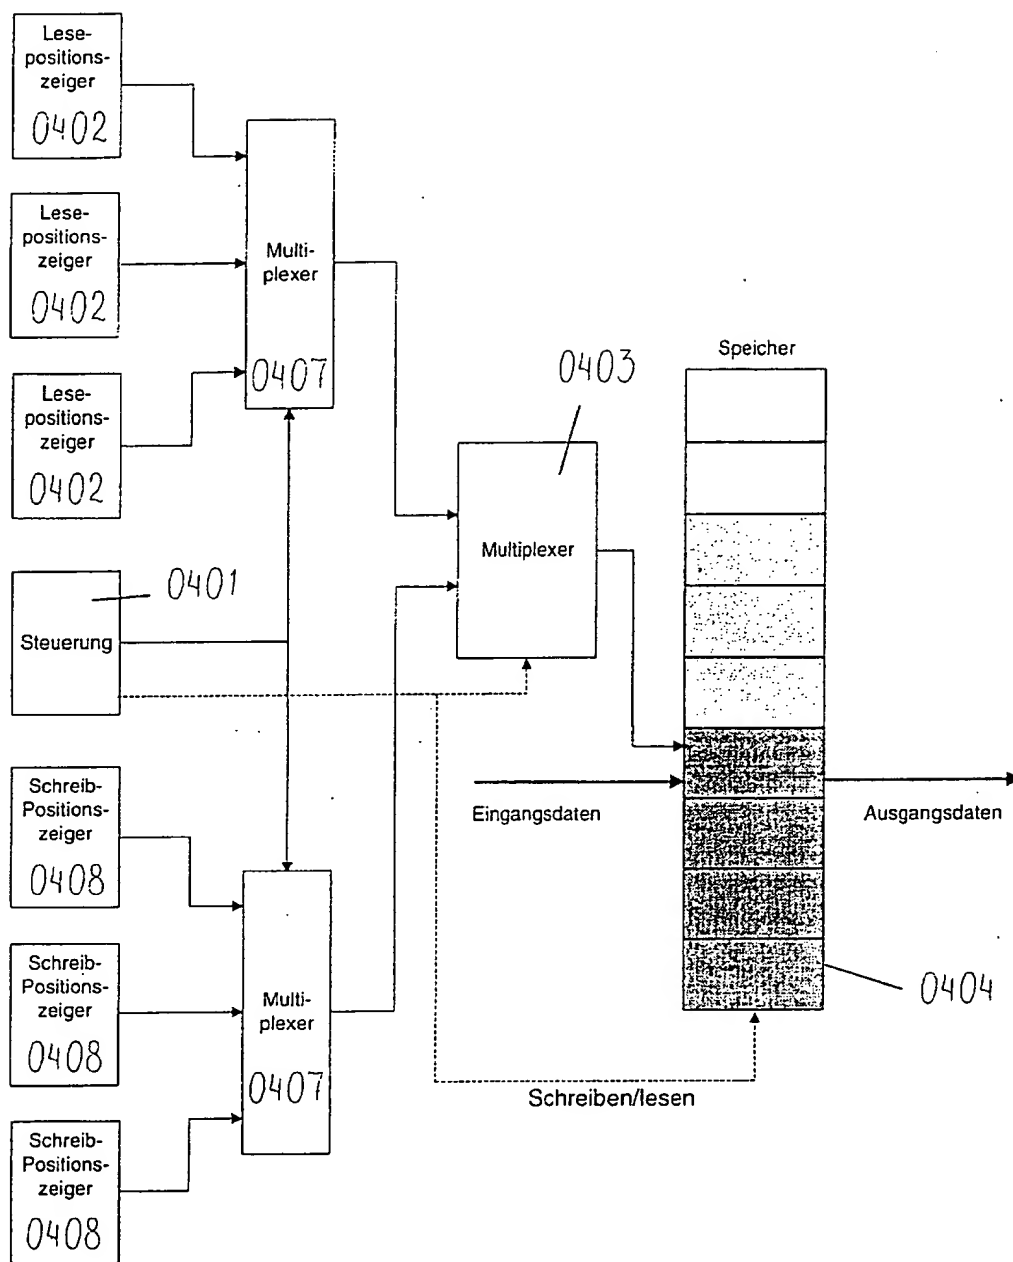 Lese-
positions-
zeiger
0402
Lese-
positions-
zeiger
0402
Lese-
positions-
zeiger
0402
Multi-
plexer
0407
0403
Multiplexer
Speicher
0401
Steuerung
Eingangsdaten
Ausgangsdaten
Schreib-
Positions-
zeiger
0408
Schreib-
Positions-
zeiger
0408
Schreib-
Positions-
zeiger
0408
Multi-
plexer
0407
0404
Schreiben/lesen